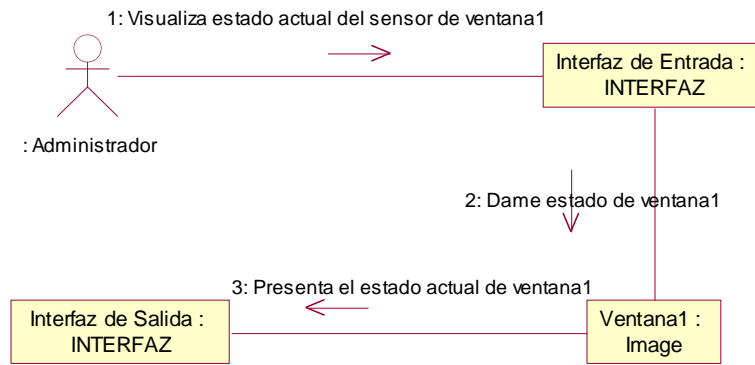 1: Visualiza estado actual del sensor de ventana1
Interfaz de Entrada :
INTERFAZ
: Administrador
2: Dame estado de ventana1
3: Presenta el estado actual de ventana1
Interfaz de Salida :
INTERFAZ
Ventana1 :
Image